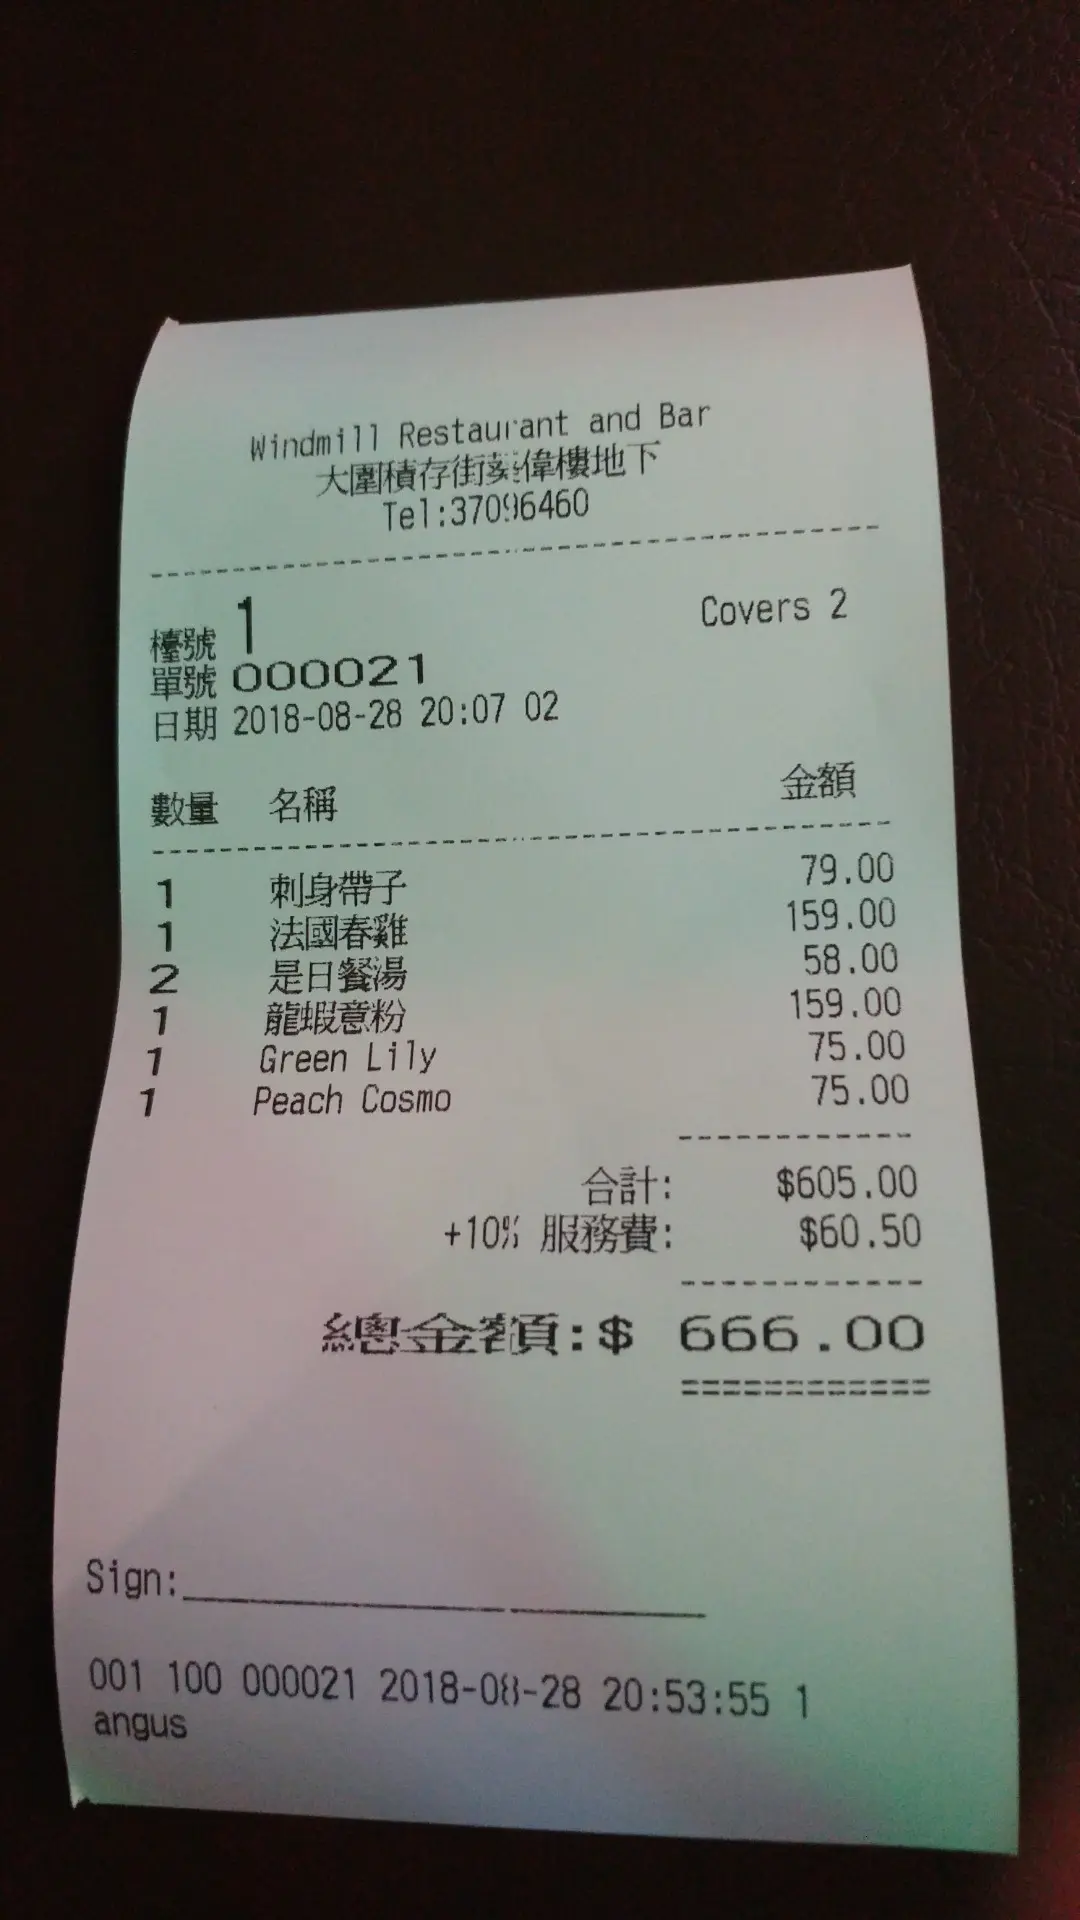 Windmill Restaurant and Bar
大圍積存街葵偉樓地下
Tel:37096460
檯號 1 Covers 2
單號 000021
日期 2018-08-28 20:07 02
數量 名稱 金額
1 刺身帶子 79.00
1 法國春雞 159.00
2 是日餐湯 58.00
1 龍蝦意粉 159.00
1 Green Lily 75.00
1 Peach Cosmo 75.00
合計: $605.00
+10% 服務費: $60.50
總金額:$ 666.00
Sign:
001 100 000021 2018-08-28 20:53:55 1
angus